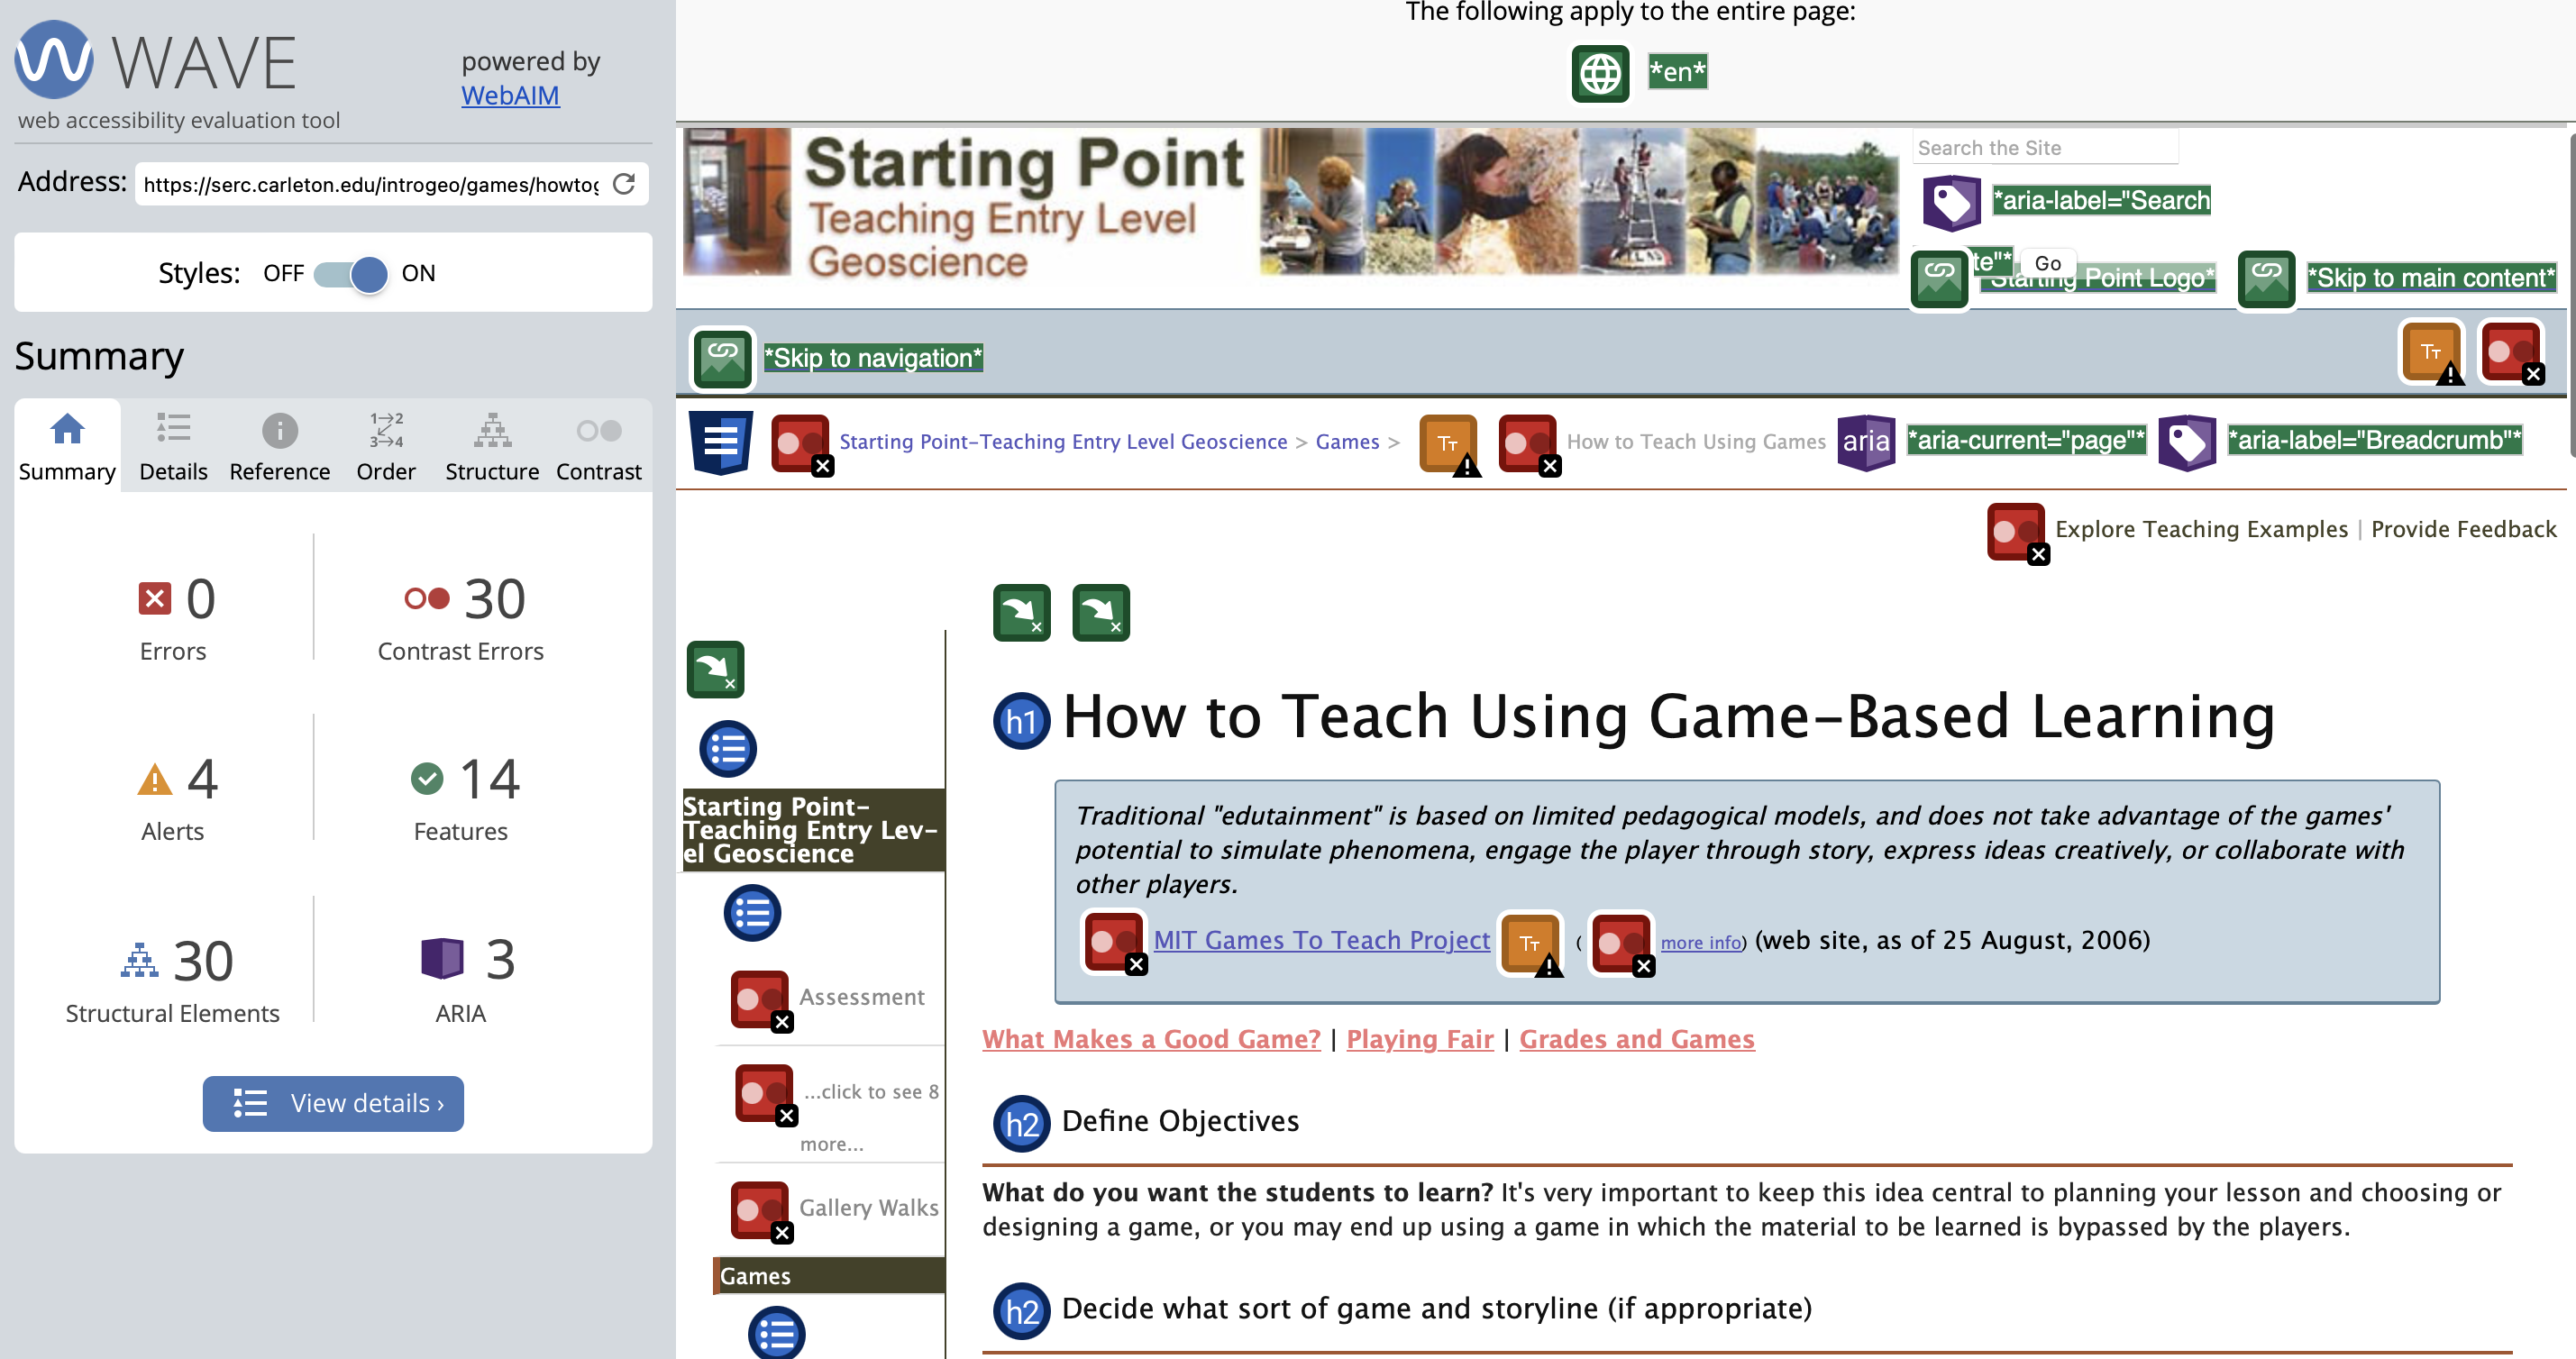 WAVE
powered by
WebAIM
web accessibility evaluation tool
Address: https://serc.carleton.edu/introgeo/games/howtog
Styles: OFF ON
Summary
Summary Details Reference Order Structure Contrast
1 2
3 4
0 Errors
30 Contrast Errors
4 Alerts
14 Features
30 Structural Elements
3 ARIA
View details ›
The following apply to the entire page:
*en*
Starting Point
Teaching Entry Level
Geoscience
Search the Site
*aria-label="Search
te"*
Go
Starting Point Logo*
*Skip to main content*
*Skip to navigation*
Starting Point-Teaching Entry Level Geoscience > Games > How to Teach Using Games aria *aria-current="page"* *aria-label="Breadcrumb"*
Explore Teaching Examples | Provide Feedback
Starting Point-
Teaching Entry Lev-
el Geoscience
Assessment
...click to see 8
more...
Gallery Walks
Games
h1 How to Teach Using Game-Based Learning
Traditional "edutainment" is based on limited pedagogical models, and does not take advantage of the games'
potential to simulate phenomena, engage the player through story, express ideas creatively, or collaborate with
other players.
MIT Games To Teach Project Tт ( more info) (web site, as of 25 August, 2006)
What Makes a Good Game? | Playing Fair | Grades and Games
h2 Define Objectives
What do you want the students to learn? It's very important to keep this idea central to planning your lesson and choosing or
designing a game, or you may end up using a game in which the material to be learned is bypassed by the players.
h2 Decide what sort of game and storyline (if appropriate)